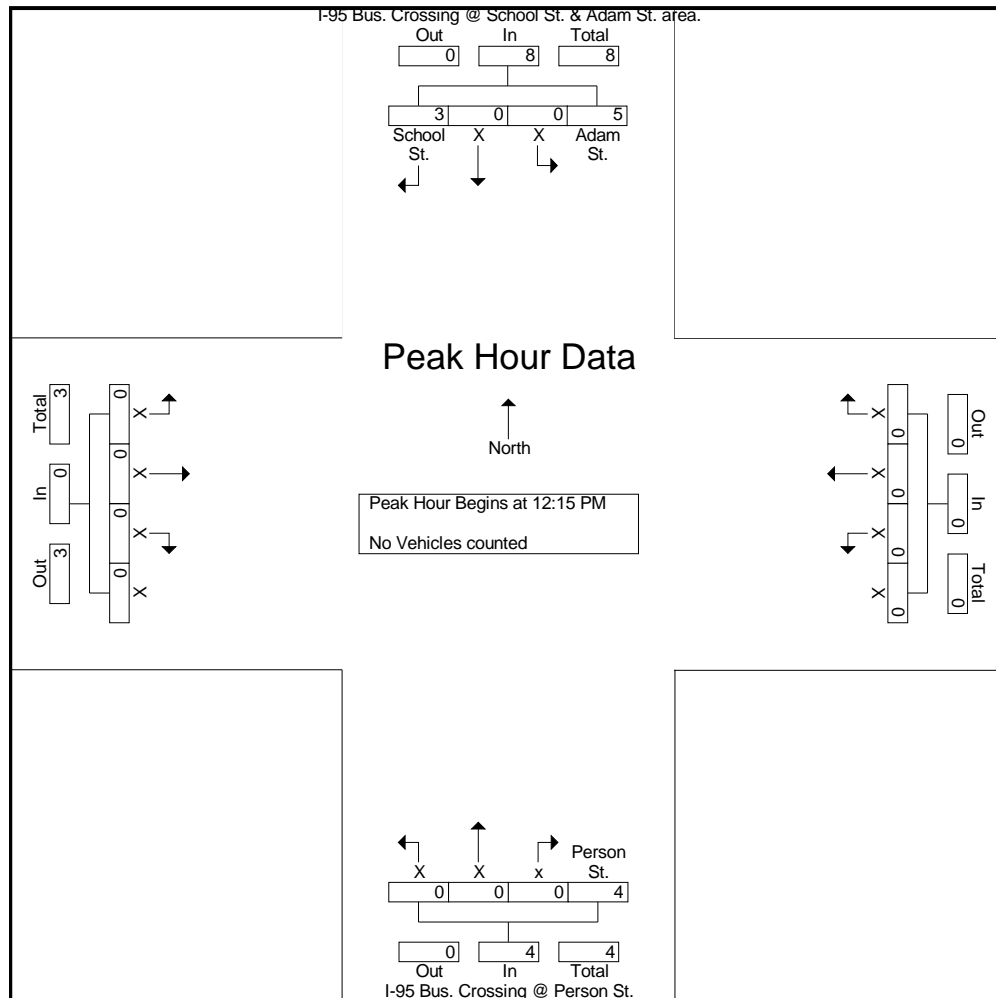 I-95 Bus. Crossing @ School St. & Adam St. area.
Out In Total
0 8 8
3 0 0 5
School X X Adam
St. St.
Peak Hour Data
North
Peak Hour Begins at 12:15 PM
No Vehicles counted
Total In Out
3 0 3
0 0 0 0
X X X X
Out In Total
0 0 0
0 0 0 0
X X X X
Person
X X x St.
0 0 0 4
0 4 4
Out In Total
I-95 Bus. Crossing @ Person St.